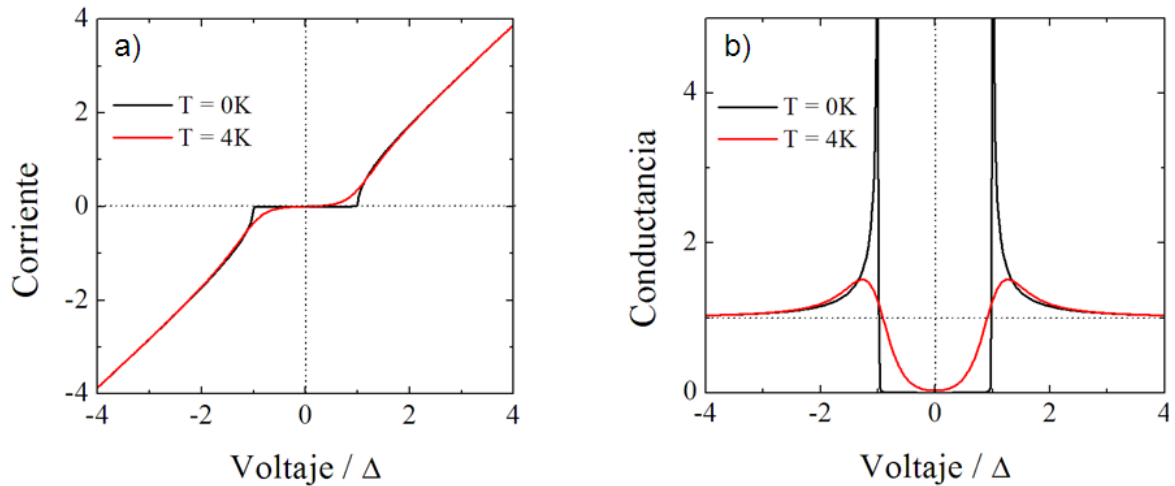 a)
T = 0K
T = 4K
Corriente
4
2
0
-2
-4
-4
-2
0
2
4
Voltaje / Δ
b)
T = 0K
T = 4K
Conductancia
4
2
0
-4
-2
0
2
4
Voltaje / Δ